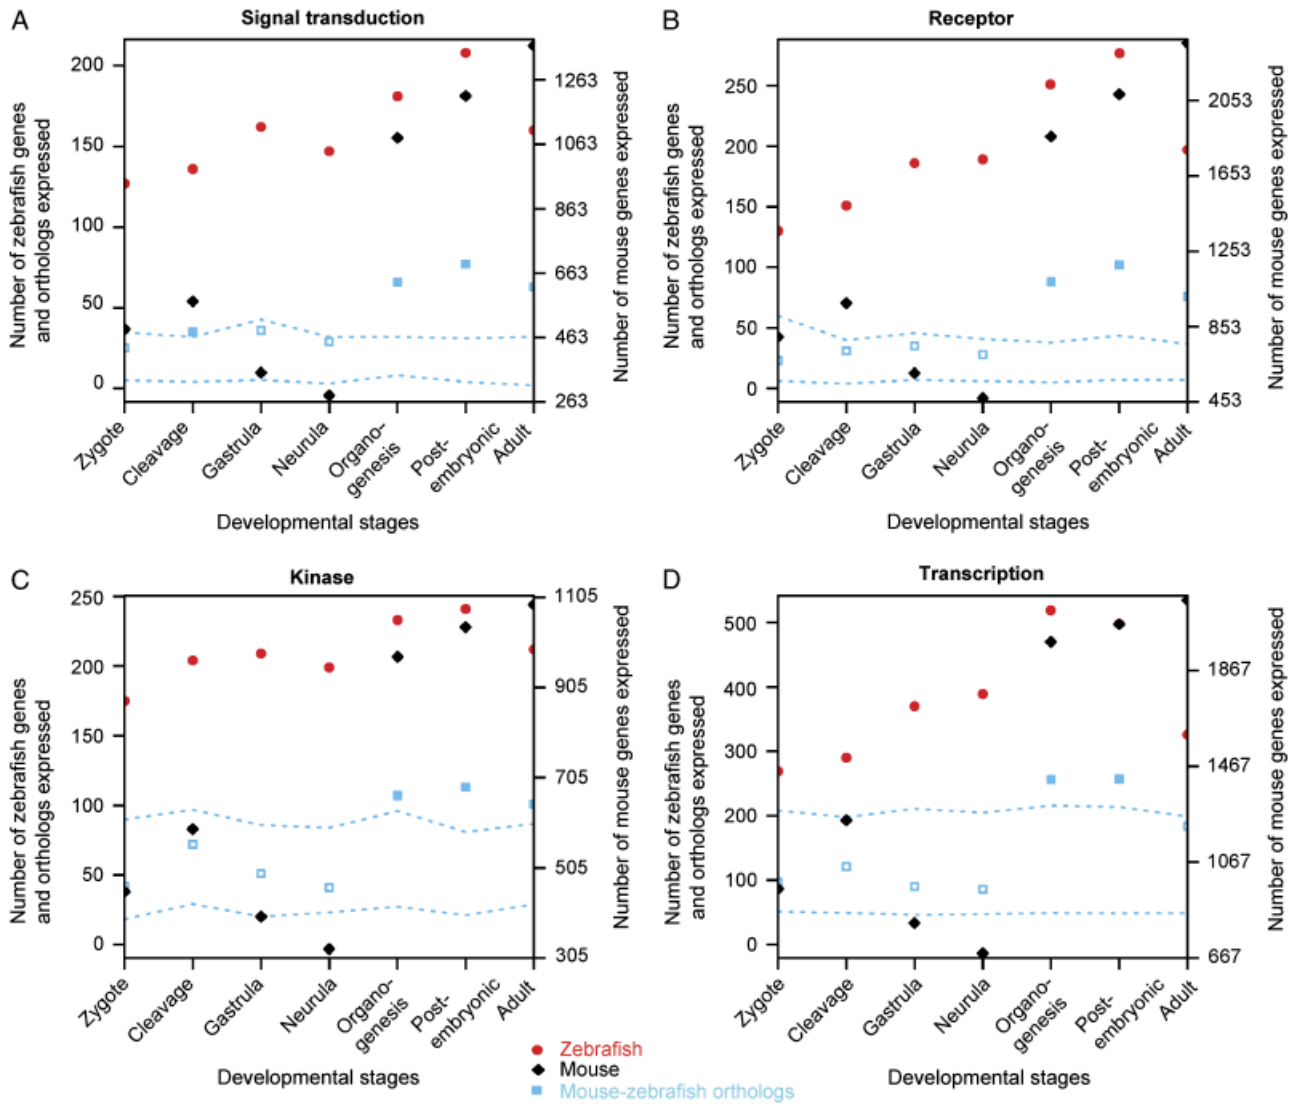 A
Signal transduction
Number of zebrafish genes
and orthologs expressed
200
150
100
50
0
1263
1063
863
663
463
263
Number of mouse genes expressed
Zygote
Cleavage
Gastrula
Neurula
Organo-
genesis
Post-
embryonic
Adult
Developmental stages
B
Receptor
Number of zebrafish genes
and orthologs expressed
250
200
150
100
50
0
2053
1653
1253
853
453
Number of mouse genes expressed
Zygote
Cleavage
Gastrula
Neurula
Organo-
genesis
Post-
embryonic
Adult
Developmental stages
C
Kinase
Number of zebrafish genes
and orthologs expressed
250
200
150
100
50
0
1105
905
705
505
305
Number of mouse genes expressed
Zygote
Cleavage
Gastrula
Neurula
Organo-
genesis
Post-
embryonic
Adult
Developmental stages
D
Transcription
Number of zebrafish genes
and orthologs expressed
500
400
300
200
100
0
1867
1467
1067
667
Number of mouse genes expressed
Zygote
Cleavage
Gastrula
Neurula
Organo-
genesis
Post-
embryonic
Adult
Developmental stages
Zebrafish
Mouse
Mouse-zebrafish orthologs